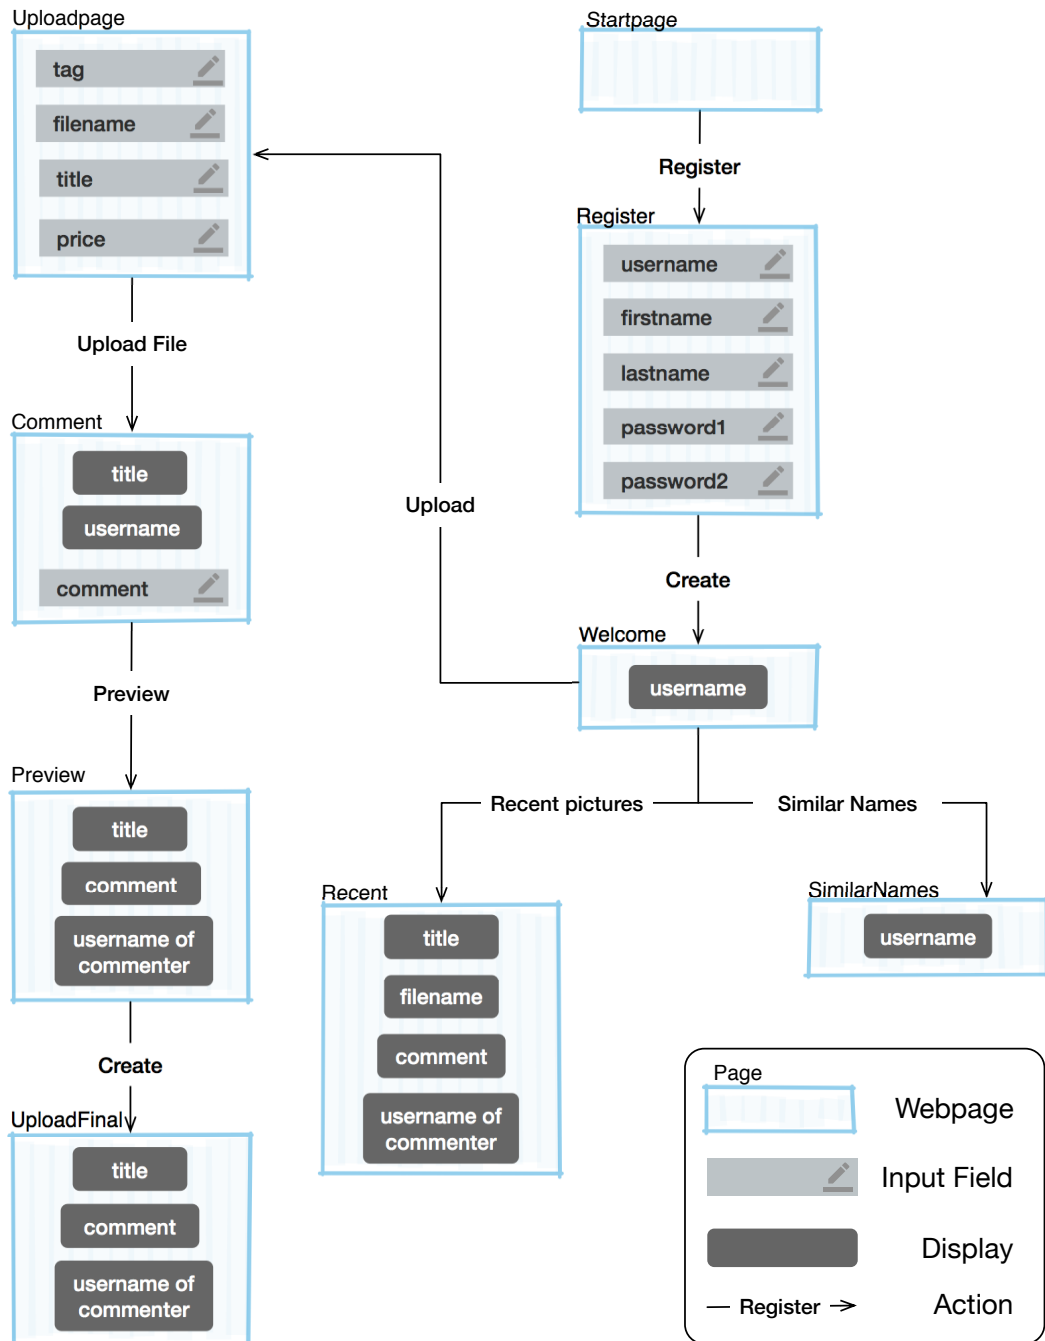 Uploadpage
tag
filename
title
price
Upload File
Comment
title
username
comment
Preview
Preview
title
comment
username of
commenter
Create
UploadFinal
title
comment
username of
commenter
Startpage
Register
Register
username
firstname
lastname
password1
password2
Create
Welcome
username
Upload
Recent pictures
Similar Names
Recent
title
filename
comment
username of
commenter
SimilarNames
username
Page
Webpage
Input Field
Display
Register
Action